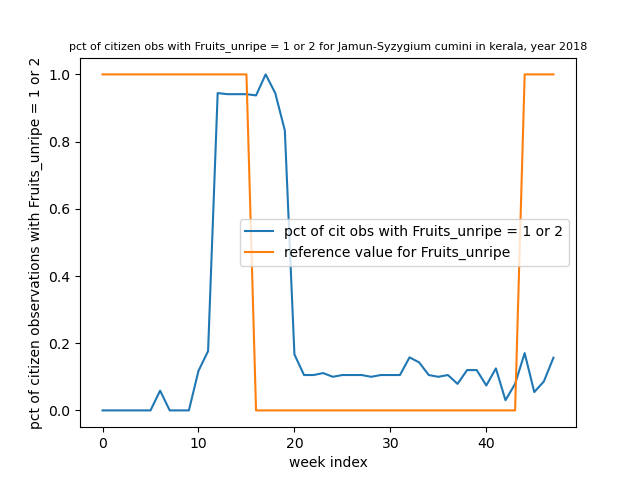 pct of citizen obs with Fruits_unripe = 1 or 2 for Jamun-Syzygium cumini in kerala, year 2018
pct of citizen observations with Fruits_unripe = 1 or 2
1.0
0.8
0.6
0.4
0.2
0.0
pct of cit obs with Fruits_unripe = 1 or 2
reference value for Fruits_unripe
0 10 20 30 40
week index